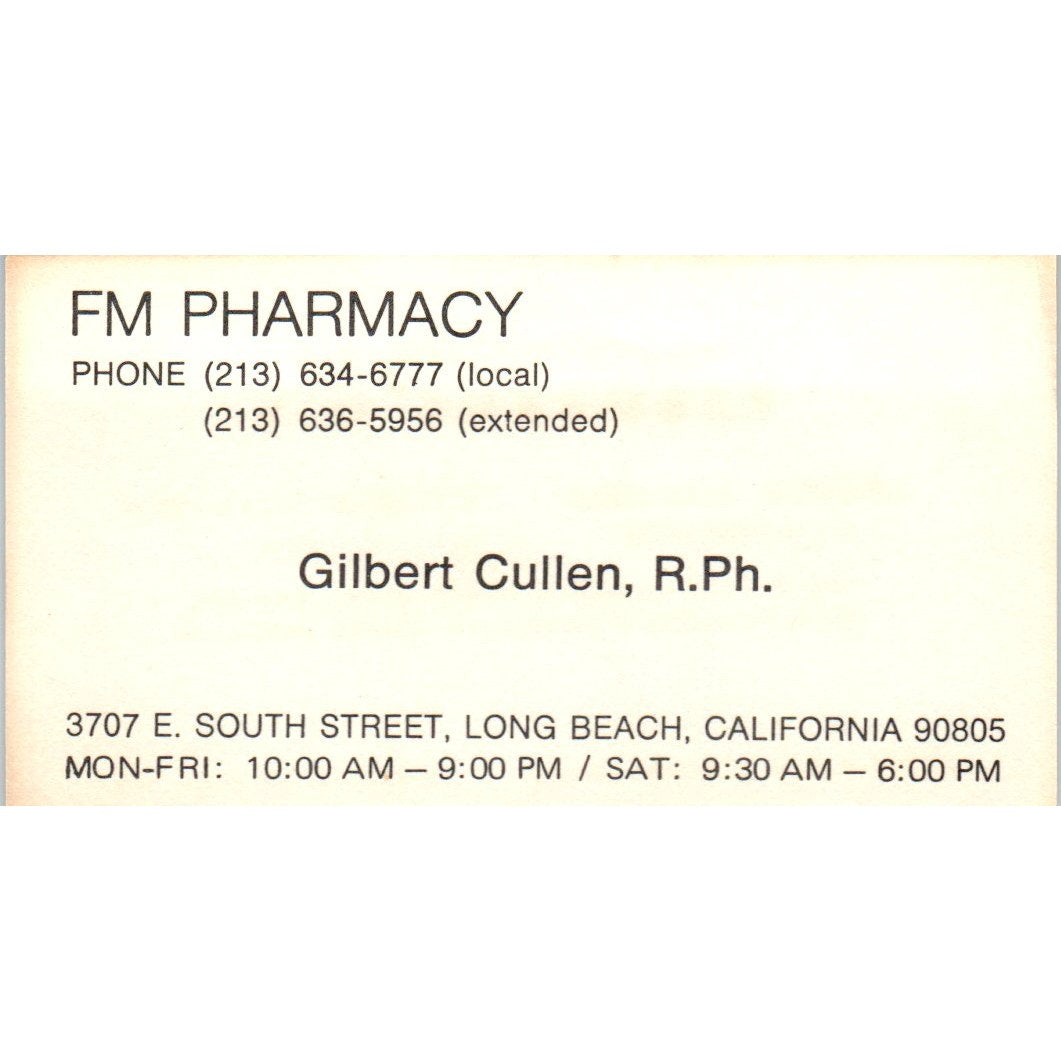 FM PHARMACY
PHONE (213) 634-6777 (local)
(213) 636-5956 (extended)
Gilbert Cullen, R.Ph.
3707 E. SOUTH STREET, LONG BEACH, CALIFORNIA 90805
MON-FRI: 10:00 AM – 9:00 PM / SAT: 9:30 AM – 6:00 PM